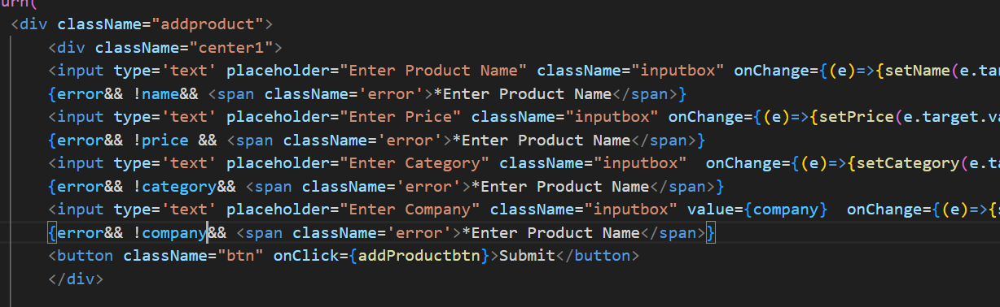 urn(
<div className="addproduct">
<div className="center1">
<input type='text' placeholder="Enter Product Name" className="inputbox" onChange={(e)=>{setName(e.tar
{error&& !name&& <span className='error'>*Enter Product Name</span>}
<input type='text' placeholder="Enter Price" className="inputbox" onChange={(e)=>{setPrice(e.target.va
{error&& !price && <span className='error'>*Enter Product Name</span>}
<input type='text' placeholder="Enter Category" className="inputbox"  onChange={(e)=>{setCategory(e.ta
{error&& !category&& <span className='error'>*Enter Product Name</span>}
<input type='text' placeholder="Enter Company" className="inputbox" value={company}  onChange={(e)=>{s
{error&& !company&& <span className='error'>*Enter Product Name</span>}
<button className="btn" onClick={addProductbtn}>Submit</button>
</div>